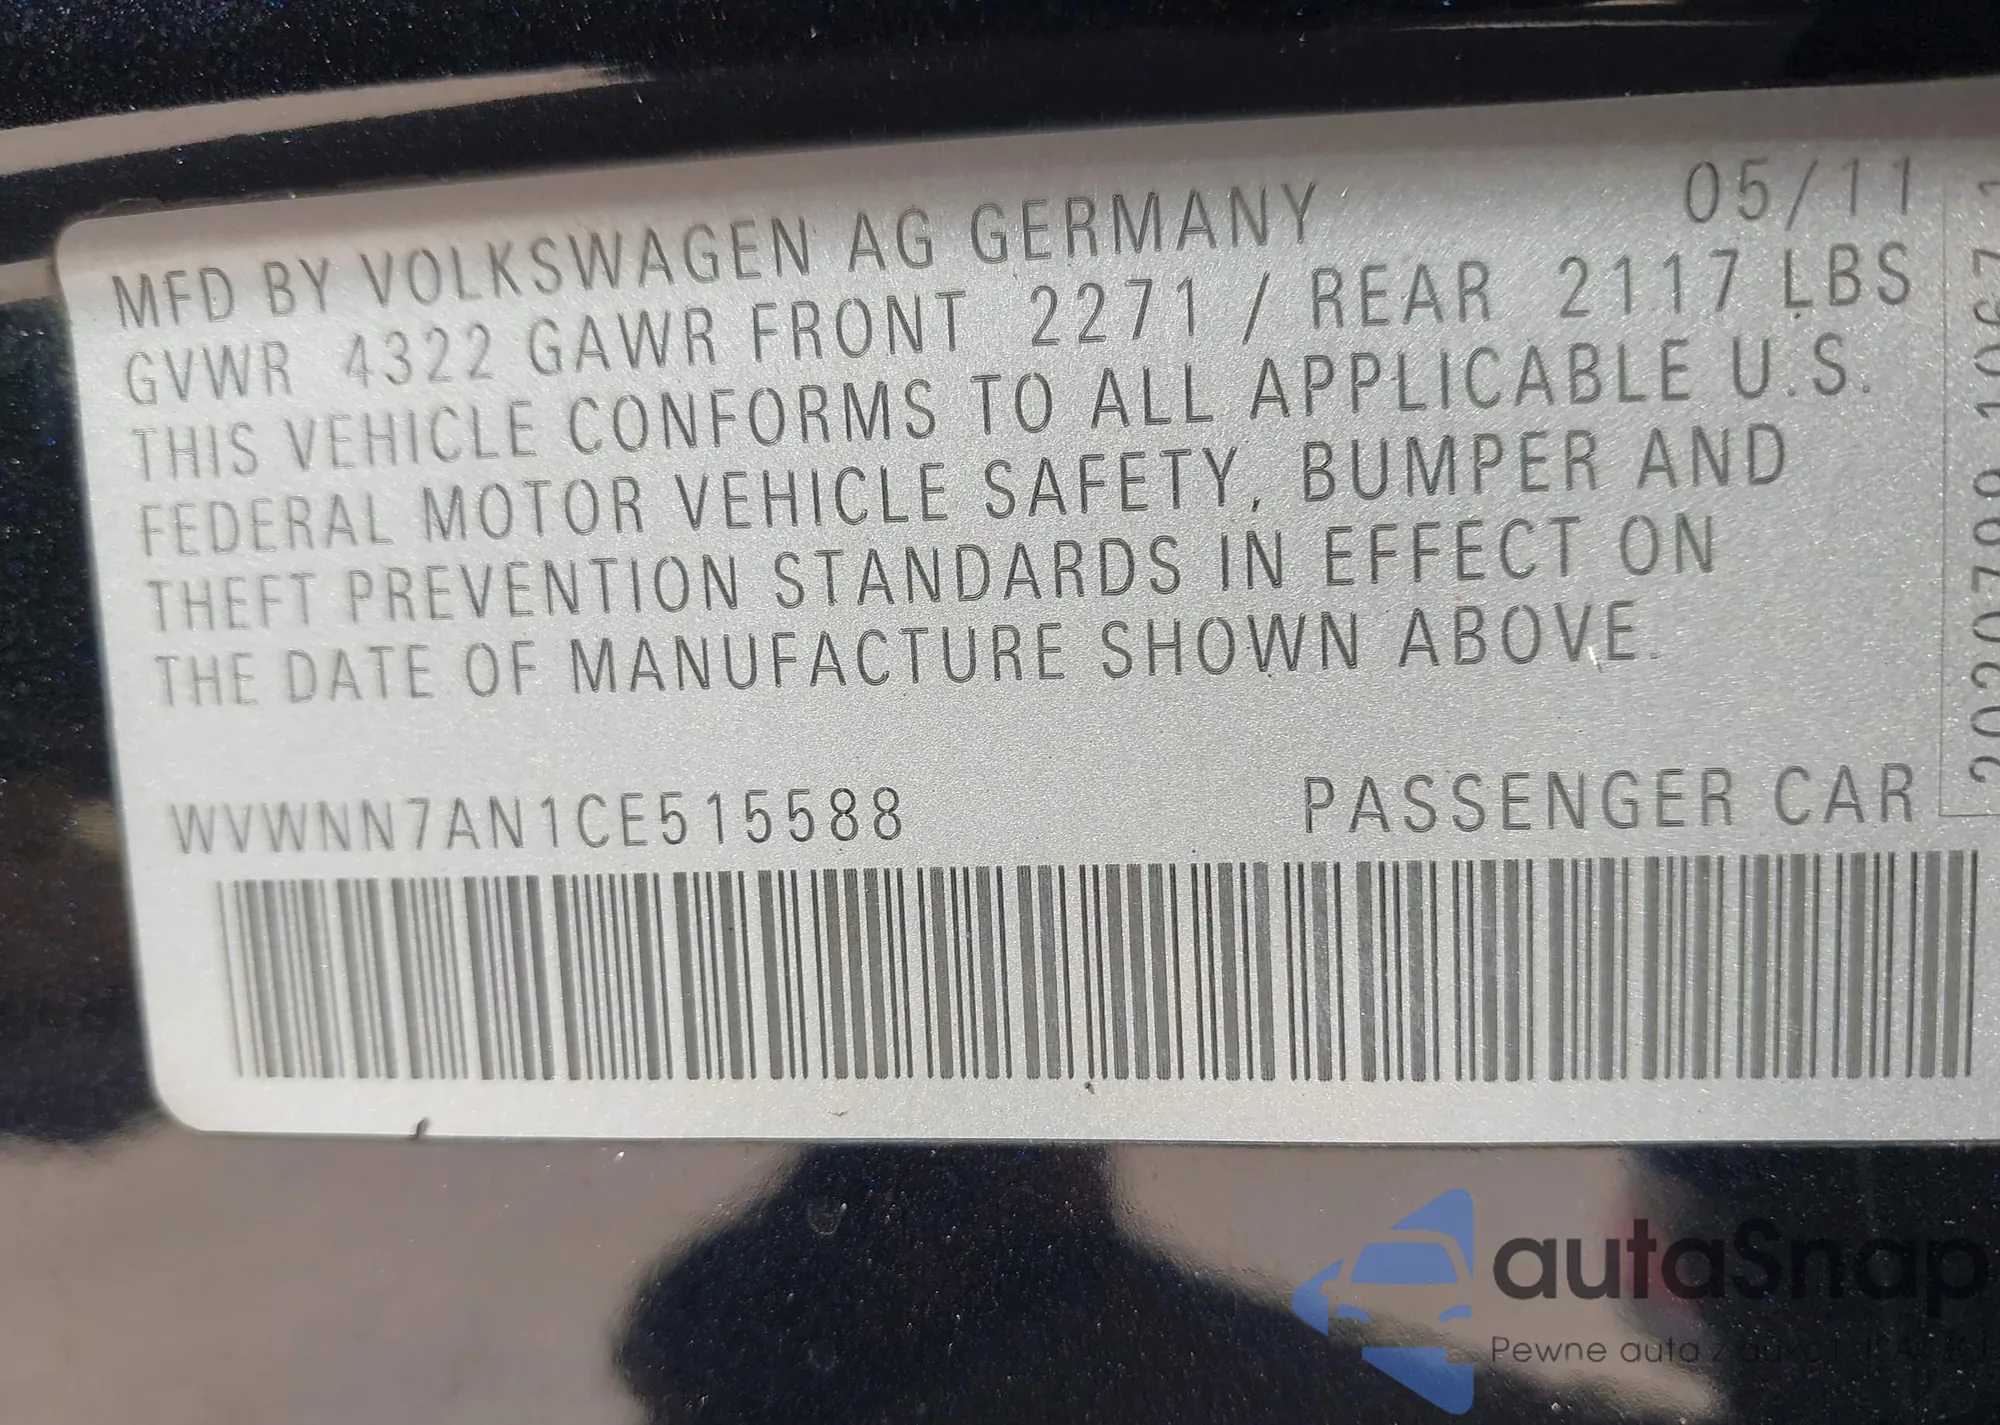 05/11
MFD BY VOLKSWAGEN AG GERMANY
GVWR 4322 GAWR FRONT 2271 / REAR 2117 LBS
THIS VEHICLE CONFORMS TO ALL APPLICABLE U.S.
FEDERAL MOTOR VEHICLE SAFETY, BUMPER AND
THEFT PREVENTION STANDARDS IN EFFECT ON
THE DATE OF MANUFACTURE SHOWN ABOVE.
WVWNN7AN1CE515588 PASSENGER CAR
autaSnap
Pewne auto z